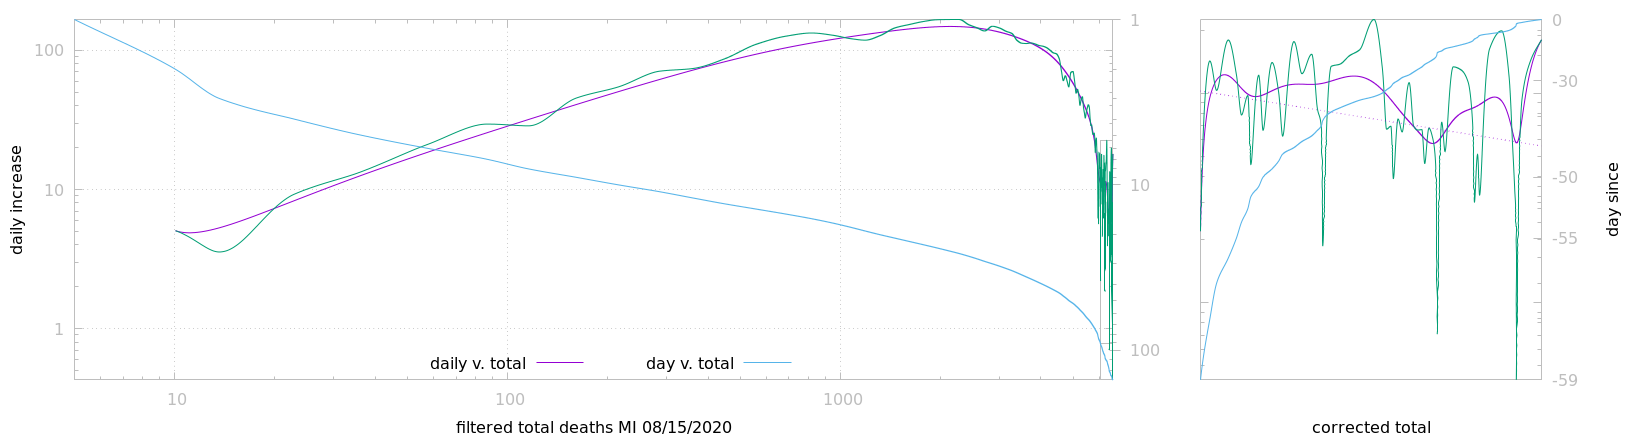 100
10
1
daily increase
10
100
1000
filtered total deaths MI 08/15/2020
daily v. total
day v. total
1
10
100
0
-30
-50
-55
-59
day since
corrected total